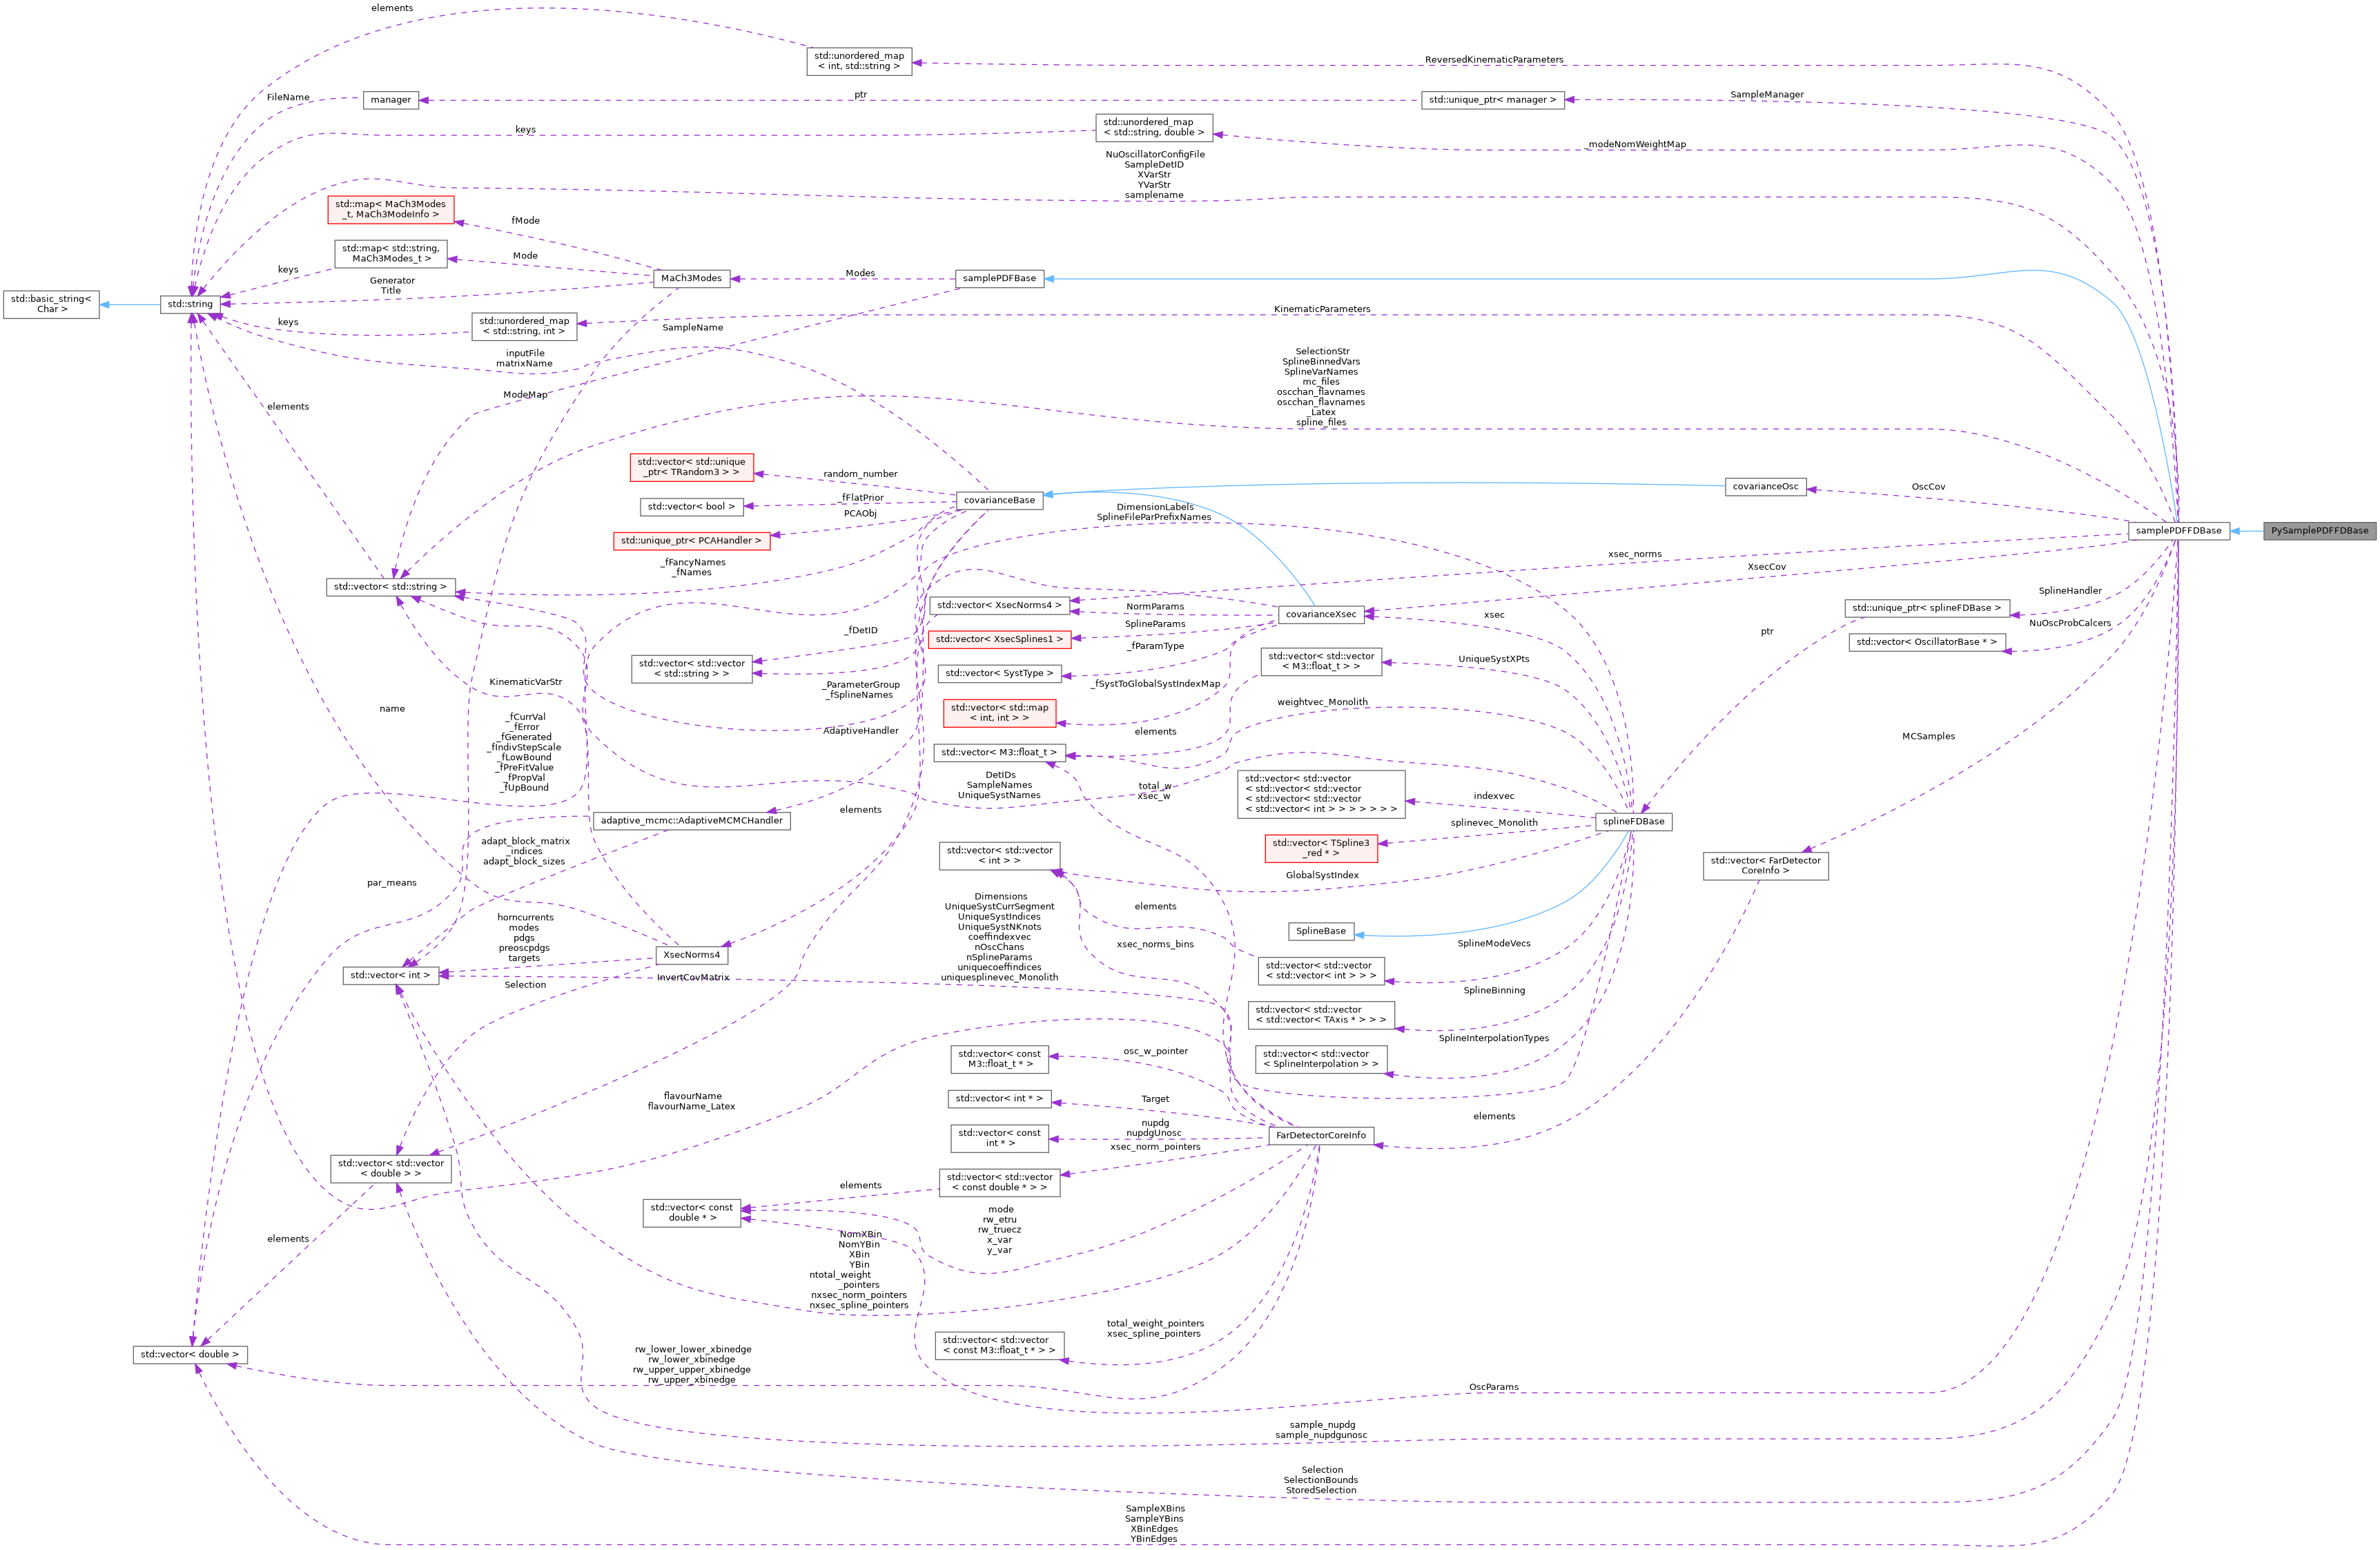 elements
std::unordered_map
< int, std::string >
ReversedKinematicParameters
FileName
manager
ptr
std::unique_ptr< manager >
SampleManager
keys
std::unordered_map
< std::string, double >
_modeNomWeightMap
NuOscillatorConfigFile
SampleDetID
XVarStr
YVarStr
samplename
std::map< MaCh3Modes
_t, MaCh3ModeInfo >
fMode
std::map< std::string,
MaCh3Modes_t >
Mode
keys
MaCh3Modes
Modes
samplePDFBase
Generator
Title
std::basic_string<
Char >
std::string
keys
std::unordered_map
< std::string, int >
SampleName
KinematicParameters
inputFile
matrixName
SelectionStr
SplineBinnedVars
SplineVarNames
mc_files
oscchan_flavnames
oscchan_flavnames
_Latex
spline_files
ModeMap
elements
std::vector< std::unique
_ptr< TRandom3 > >
random_number
std::vector< bool >
_fFlatPrior
covarianceBase
covarianceOsc
OscCov
PCAObj
std::unique_ptr< PCAHandler >
DimensionLabels
SplineFileParPrefixNames
samplePDFFDBase
PySamplePDFFDBase
xsec_norms
XsecCov
_fFancyNames
_fNames
std::vector< std::string >
std::vector< XsecNorms4 >
NormParams
covarianceXsec
xsec
SplineHandler
std::unique_ptr< splineFDBase >
_fDetID
std::vector< XsecSplines1 >
SplineParams
NuOscProbCalcers
std::vector< OscillatorBase * >
ptr
_fParamType
std::vector< std::vector
< std::string > >
std::vector< SystType >
std::vector< std::vector
< M3::float_t > >
UniqueSystXPts
KinematicVarStr
_ParameterGroup
_fSplineNames
_fSystToGlobalSystIndexMap
std::vector< std::map
< int, int > >
weightvec_Monolith
name
_fCurrVal
_fError
_fGenerated
_fIndivStepScale
_fLowBound
_fPreFitValue
_fPropVal
_fUpBound
AdaptiveHandler
elements
std::vector< M3::float_t >
MCSamples
DetIDs
SampleNames
UniqueSystNames
total_w
xsec_w
std::vector< std::vector
< std::vector< std::vector
< std::vector< std::vector
< std::vector< int > > > > > > >
indexvec
elements
adaptive_mcmc::AdaptiveMCMCHandler
splinevec_Monolith
splineFDBase
adapt_block_matrix
_indices
adapt_block_sizes
std::vector< TSpline3
_red * >
std::vector< std::vector
< int > >
GlobalSystIndex
std::vector< FarDetector
CoreInfo >
par_means
Dimensions
UniqueSystCurrSegment
UniqueSystIndices
UniqueSystNKnots
coeffindexvec
nOscChans
nSplineParams
uniquecoeffindices
uniquesplinevec_Monolith
elements
horncurrents
modes
pdgs
preoscpdgs
targets
SplineBase
xsec_norms_bins
SplineModeVecs
XsecNorms4
std::vector< int >
InvertCovMatrix
Selection
std::vector< std::vector
< std::vector< int > > >
SplineBinning
std::vector< std::vector
< std::vector< TAxis * > > >
SplineInterpolationTypes
osc_w_pointer
std::vector< const
M3::float_t * >
std::vector< std::vector
< SplineInterpolation > >
flavourName
flavourName_Latex
std::vector< int * >
Target
elements
nupdg
nupdgUnosc
std::vector< const
int * >
FarDetectorCoreInfo
xsec_norm_pointers
std::vector< std::vector
< double > >
std::vector< std::vector
< const double * > >
elements
std::vector< const
double * >
mode
rw_etru
rw_truecz
x_var
y_var
elements
NomXBin
NomYBin
XBin
YBin
ntotal_weight
_pointers
nxsec_norm_pointers
nxsec_spline_pointers
total_weight_pointers
xsec_spline_pointers
std::vector< std::vector
< const M3::float_t * > >
std::vector< double >
rw_lower_lower_xbinedge
rw_lower_xbinedge
rw_upper_upper_xbinedge
rw_upper_xbinedge
OscParams
sample_nupdg
sample_nupdgunosc
Selection
SelectionBounds
StoredSelection
SampleXBins
SampleYBins
XBinEdges
YBinEdges